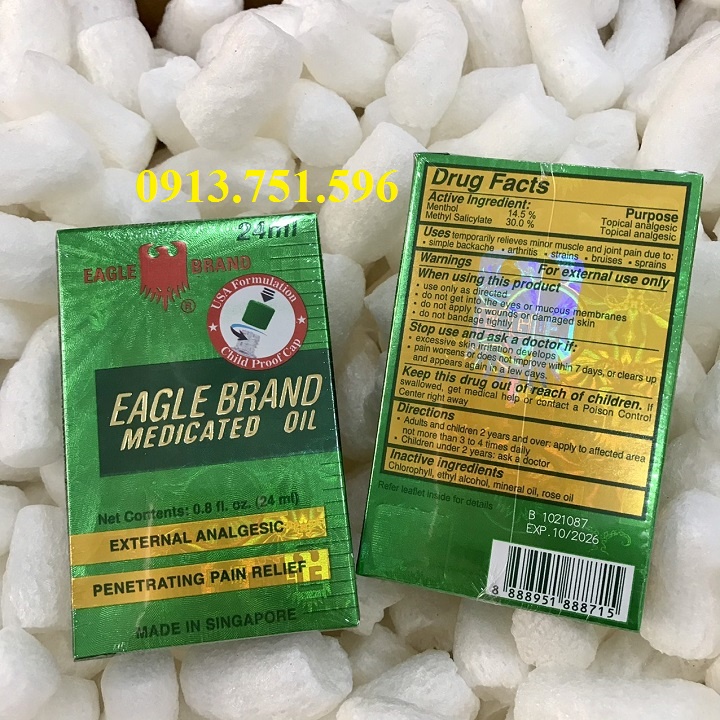 0913.751.596
24ml
EAGLE BRAND
®
USA Formulation
Child Proof Cap
EAGLE BRAND
MEDICATED OIL
Net Contents: 0.8 fl. oz. (24 ml)
EXTERNAL ANALGESIC
PENETRATING PAIN RELIEF
MADE IN SINGAPORE
Drug Facts
Active Ingredient: Purpose
Menthol 14.5 % Topical analgesic
Methyl Salicylate 30.0 % Topical analgesic
Uses temporarily relieves minor muscle and joint pain due to:
• simple backache • arthritis • strains • bruises • sprains
Warnings For external use only
When using this product
• use only as directed
• do not get into the eyes or mucous membranes
• do not apply to wounds or damaged skin
• do not bandage tightly
Stop use and ask a doctor if:
• excessive skin irritation develops
• pain worsens or does not improve within 7 days, or clears up
and appears again in a few days.
Keep this drug out of reach of children. If
swallowed, get medical help or contact a Poison Control
Center right away
Directions
• Adults and children 2 years and over: apply to affected area
not more than 3 to 4 times daily
• Children under 2 years: ask a doctor
Inactive ingredients
Chlorophyll, ethyl alcohol, mineral oil, rose oil
Refer leaflet inside for details
B 1021087
EXP. 10/2026
8 888951 888715